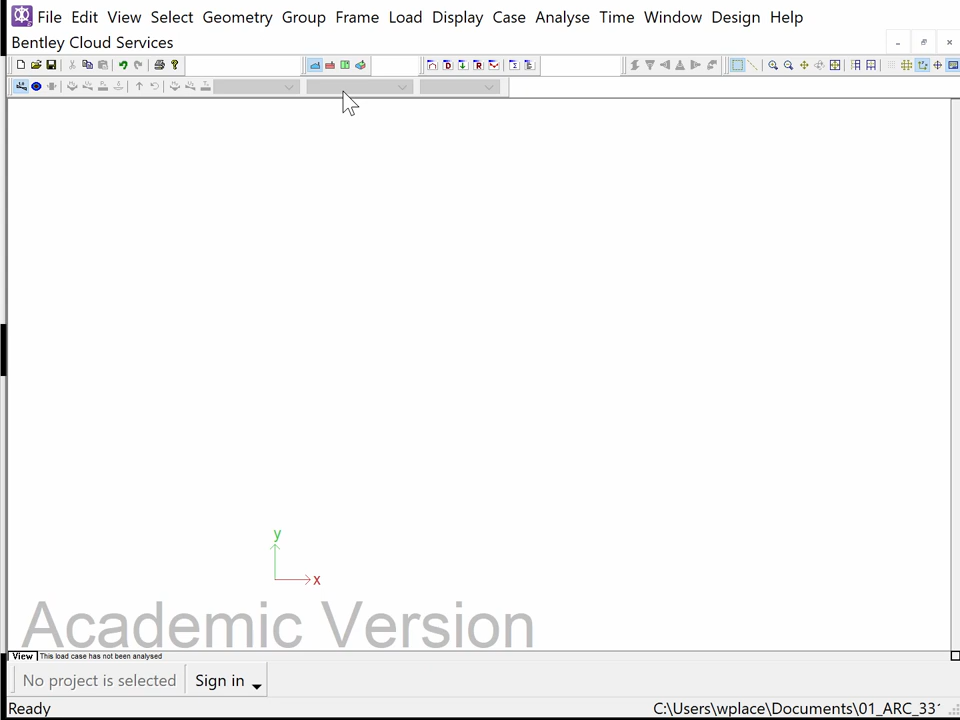 File Edit View Select Geometry Group Frame Load Display Case Analyse Time Window Design Help
Bentley Cloud Services
y
x
Academic Version
View This load case has not been analysed
No project is selected Sign in
Ready C:\Users\wplace\Documents\01_ARC_331